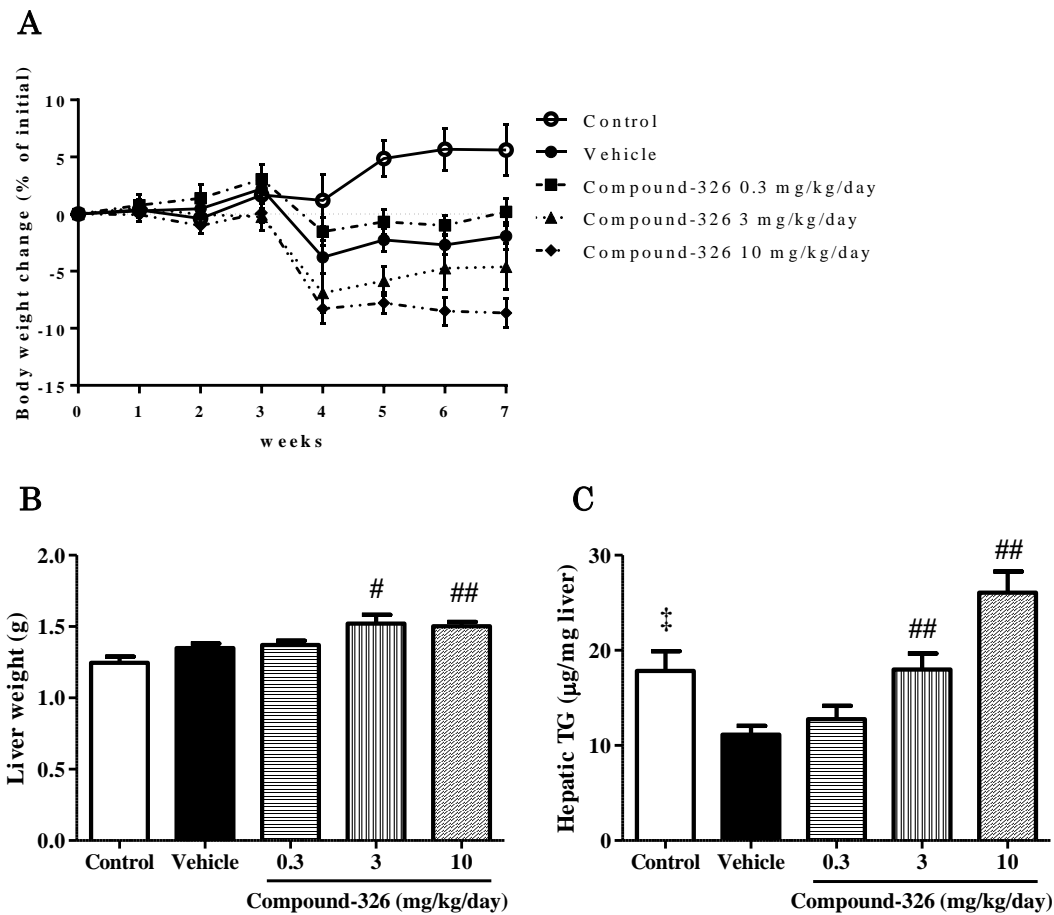 A
Body weight change (% of initial)
10
5
0
-5
-10
-15
0 1 2 3 4 5 6 7
weeks
Control
Vehicle
Compound-326 0.3 mg/kg/day
Compound-326 3 mg/kg/day
Compound-326 10 mg/kg/day
B
Liver weight (g)
2.0
1.5
1.0
0.5
0.0
# ##
Control Vehicle 0.3 3 10
Compound-326 (mg/kg/day)
C
Hepatic TG (µg/mg liver)
30
20
10
0
‡ ## ##
Control Vehicle 0.3 3 10
Compound-326 (mg/kg/day)